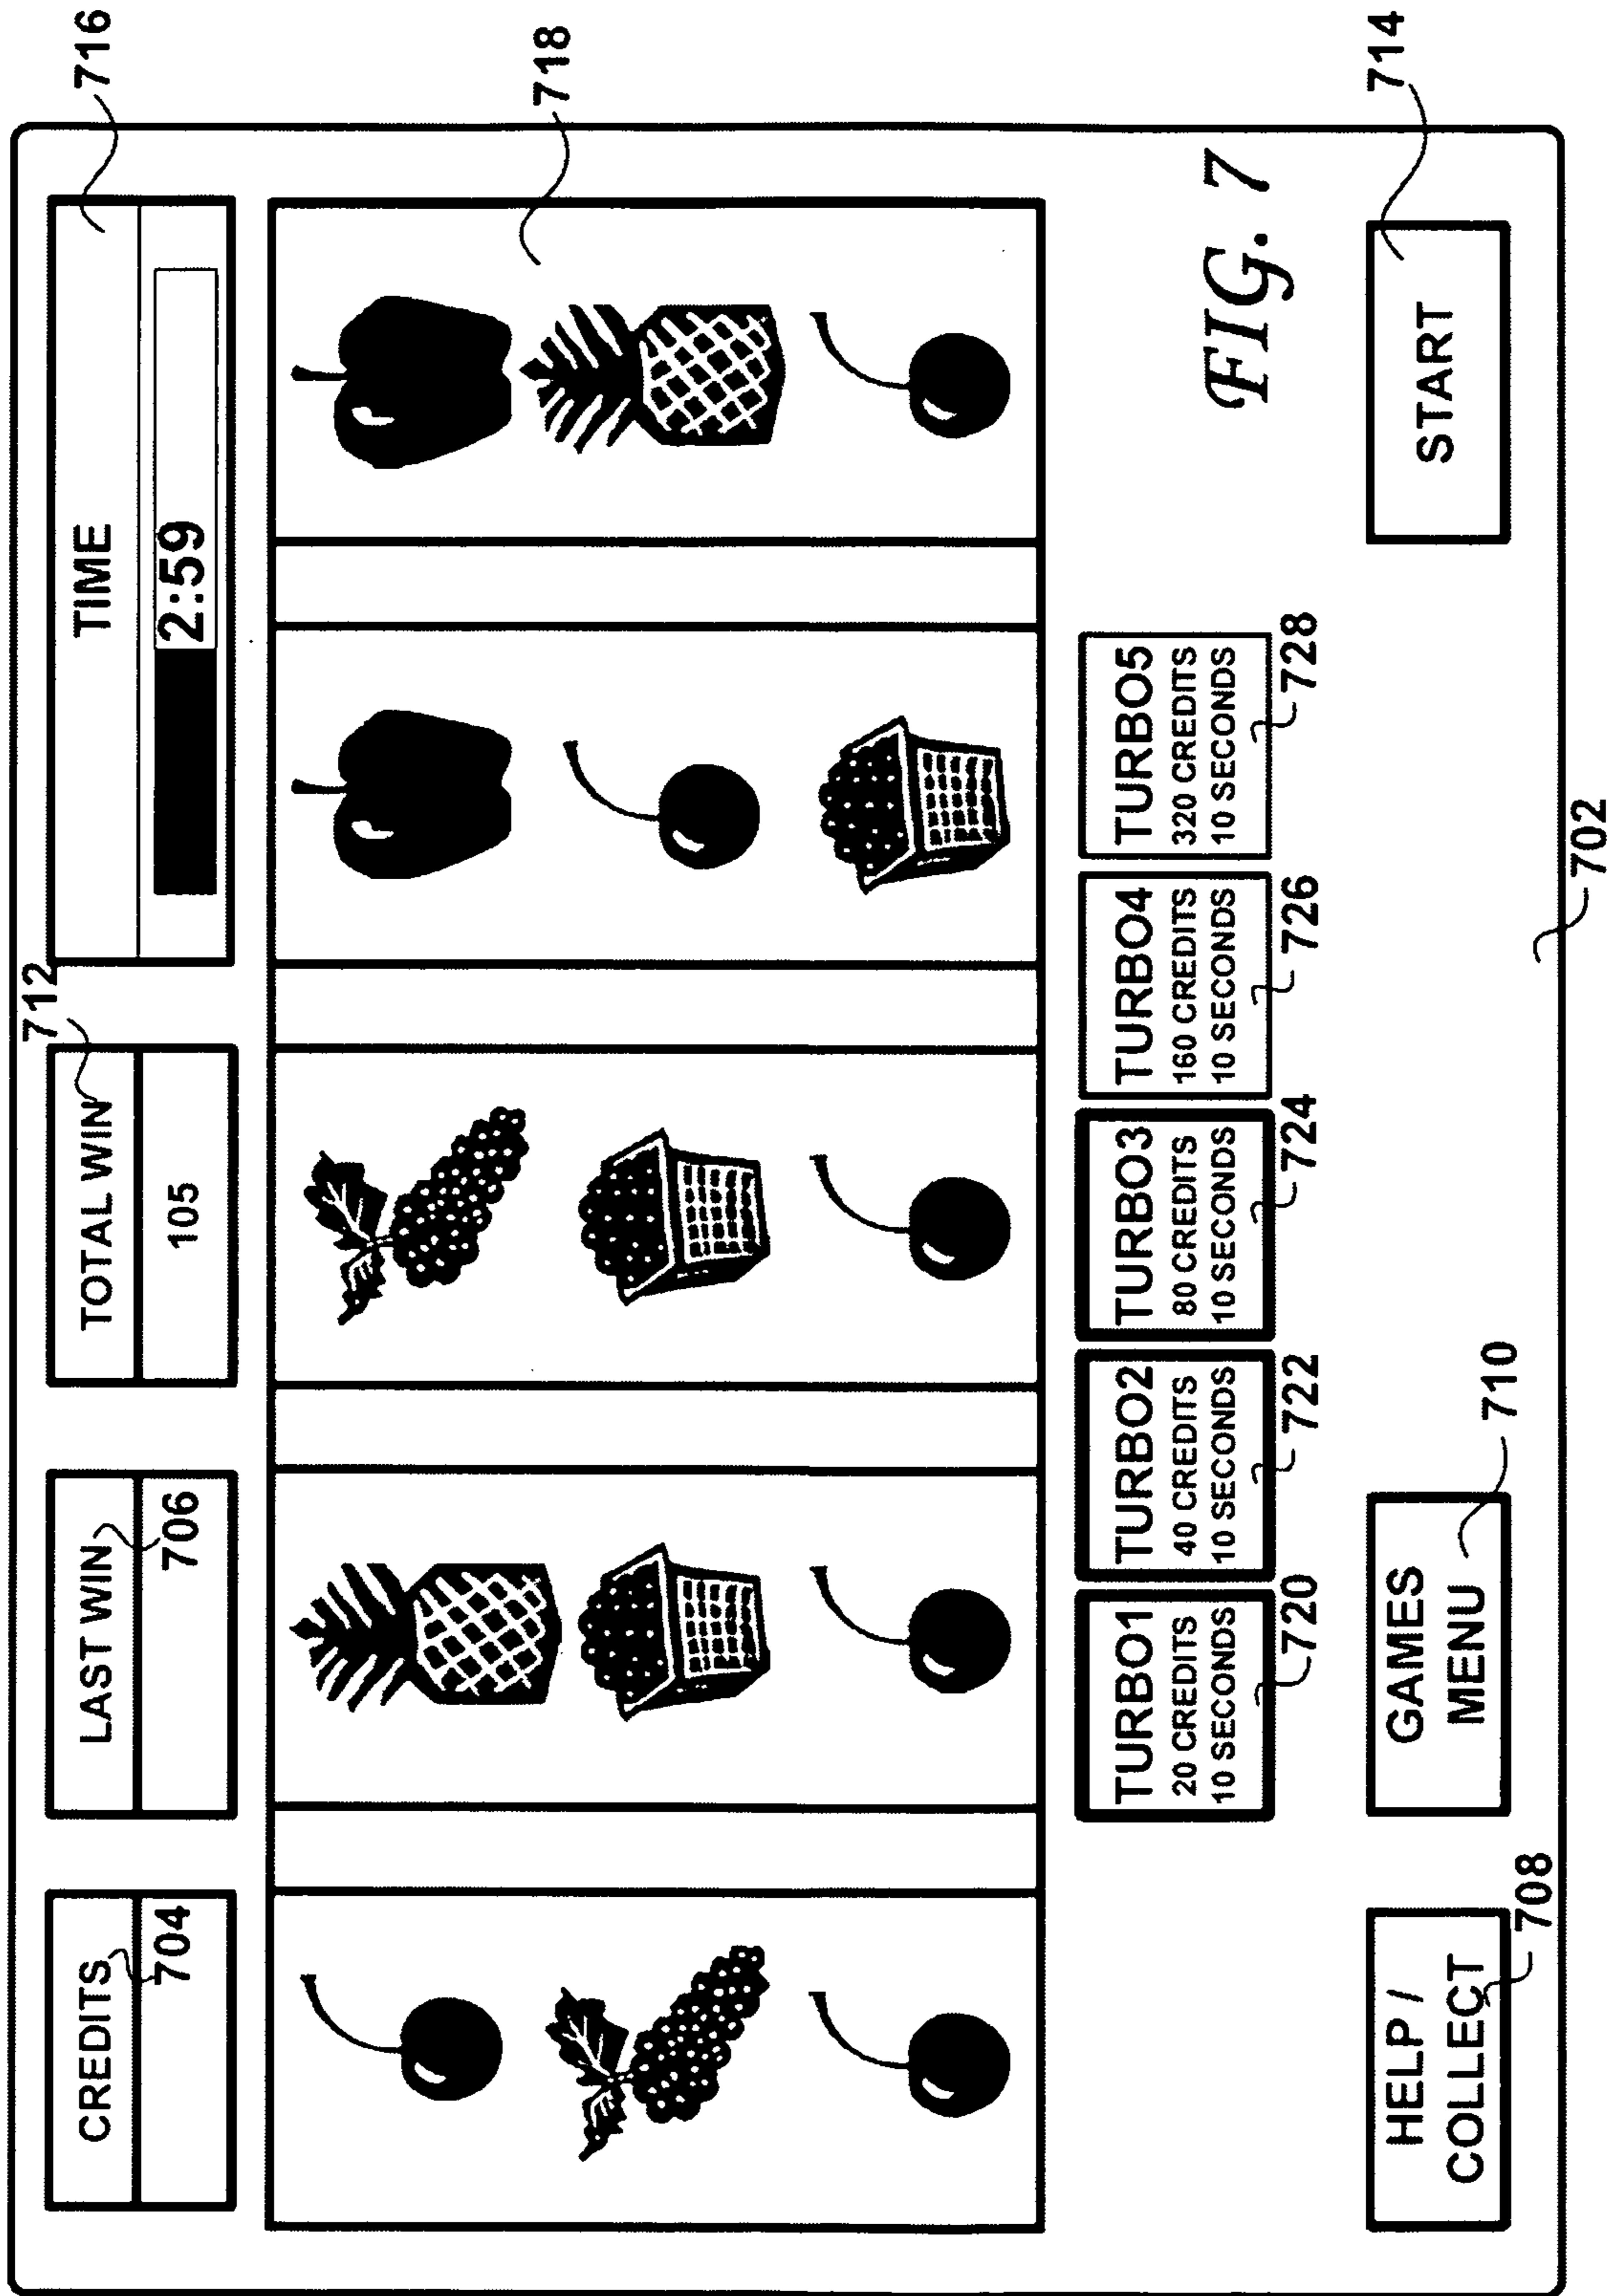 716
712
CREDITS
704
LAST WIN
706
TOTAL WIN
105
TIME
2:59
718
TURBO1
20 CREDITS
10 SECONDS
720
TURBO2
40 CREDITS
10 SECONDS
722
TURBO3
80 CREDITS
10 SECONDS
724
TURBO4
160 CREDITS
10 SECONDS
726
TURBO5
320 CREDITS
10 SECONDS
728
FIG. 7
HELP /
COLLECT
708
GAMES
MENU
710
START
714
702